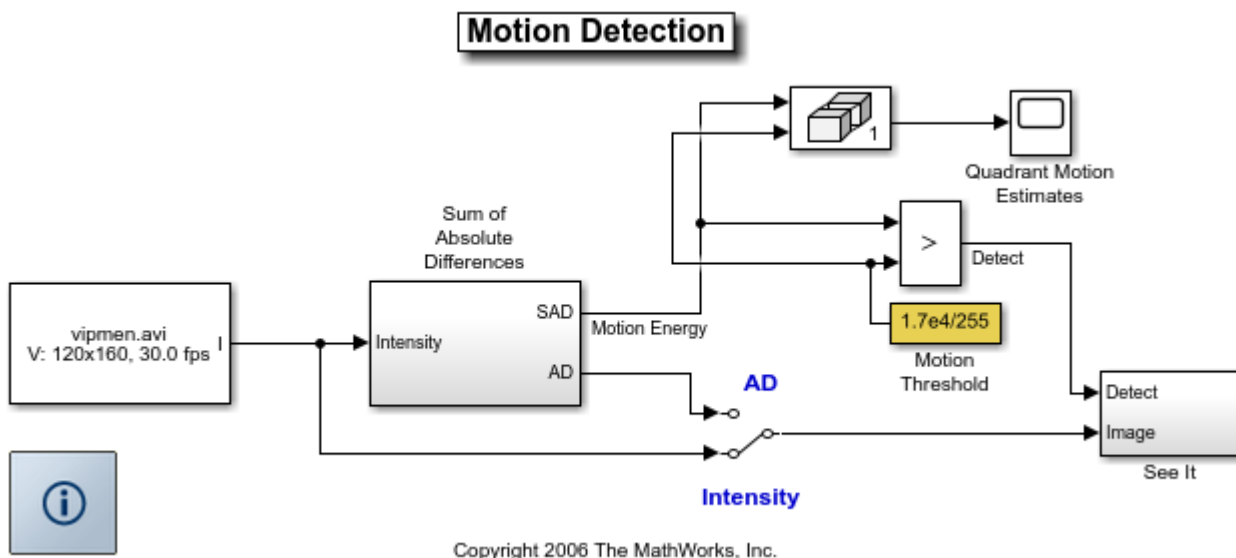 Motion Detection
1
Quadrant Motion
Estimates
Sum of
Absolute
Differences
>
Detect
vipmen.avi
V: 120x160, 30.0 fps
I
Intensity
SAD
AD
Motion Energy
1.7e4/255
Motion
Threshold
AD
Intensity
Detect
Image
See It
i
Copyright 2006 The MathWorks, Inc.